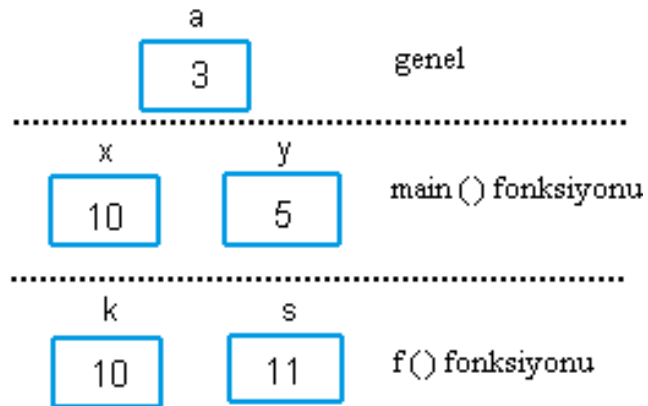 a
3 genel
x y
10 5 main () fonksiyonu
k s
10 11 f () fonksiyonu